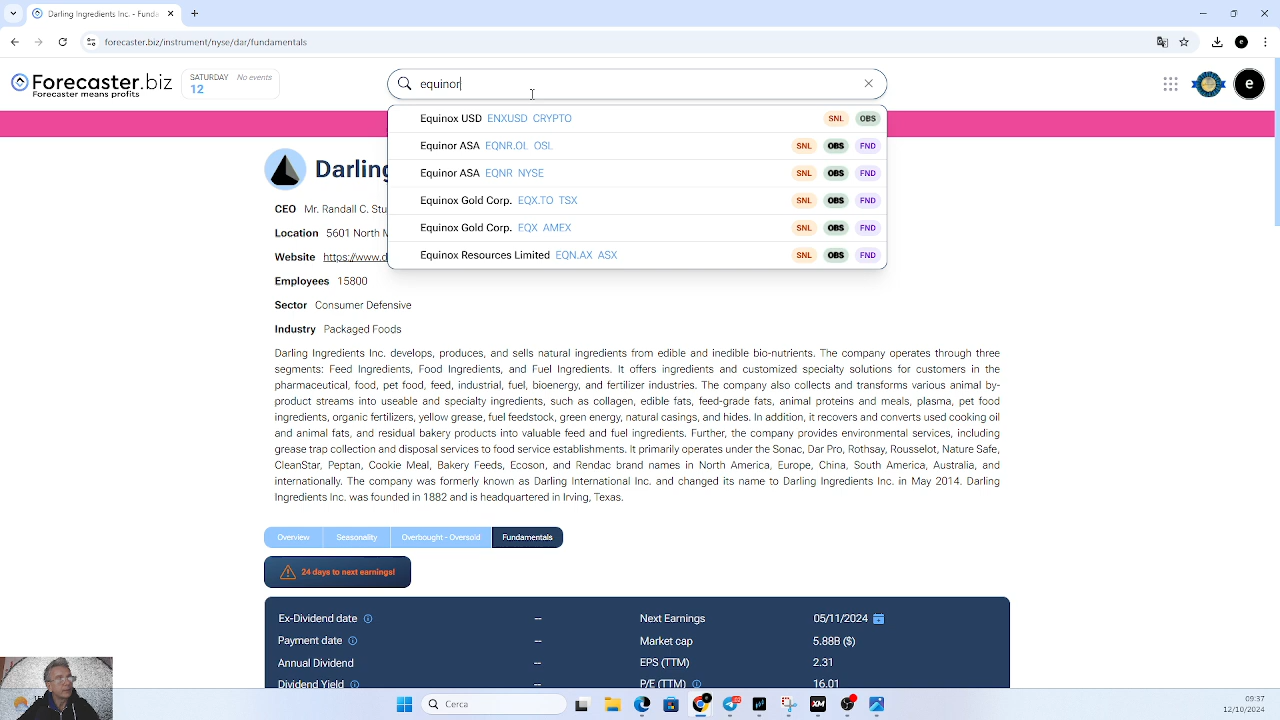 Darling Ingredients Inc. - Funda
forecaster.biz/instrument/nyse/dar/fundamentals
Forecaster.biz
Forecaster means profits
SATURDAY No events
12
equinor
e
e
Equinox USD ENXUSD CRYPTO SNL OBS
Equinor ASA EQNR.OL OSL SNL OBS FND
Equinor ASA EQNR NYSE SNL OBS FND
Equinox Gold Corp. EQX.TO TSX SNL OBS FND
Equinox Gold Corp. EQX AMEX SNL OBS FND
Equinox Resources Limited EQN.AX ASX SNL OBS FND
Darling
CEO Mr. Randall C. Stu
Location 5601 North M
Website https://www.d
Employees 15800
Sector Consumer Defensive
Industry Packaged Foods
Darling Ingredients Inc. develops, produces, and sells natural ingredients from edible and inedible bio-nutrients. The company operates through three
segments: Feed Ingredients, Food Ingredients, and Fuel Ingredients. It offers ingredients and customized specialty solutions for customers in the
pharmaceutical, food, pet food, feed, industrial, fuel, bioenergy, and fertilizer industries. The company also collects and transforms various animal by-
product streams into useable and specialty ingredients, such as collagen, edible fats, feed-grade fats, animal proteins and meals, plasma, pet food
ingredients, organic fertilizers, yellow grease, fuel feedstock, green energy, natural casings, and hides. In addition, it recovers and converts used cooking oil
and animal fats, and residual bakery products into valuable feed and fuel ingredients. Further, the company provides environmental services, including
grease trap collection and disposal services to food service establishments. It primarily operates under the Sonac, Dar Pro, Rothsay, Rousselot, Nature Safe,
CleanStar, Peptan, Cookie Meal, Bakery Feeds, Ecoson, and Rendac brand names in North America, Europe, China, South America, Australia, and
internationally. The company was formerly known as Darling International Inc. and changed its name to Darling Ingredients Inc. in May 2014. Darling
Ingredients Inc. was founded in 1882 and is headquartered in Irving, Texas.
Overview Seasonality Overbought - Oversold Fundamentals
24 days to next earnings!
Ex-Dividend date -- Next Earnings 05/11/2024
Payment date -- Market cap 5.88B ($)
Annual Dividend -- EPS (TTM) 2.31
Dividend Yield -- P/E (TTM) 16.01
Cerca
09:37
12/10/2024